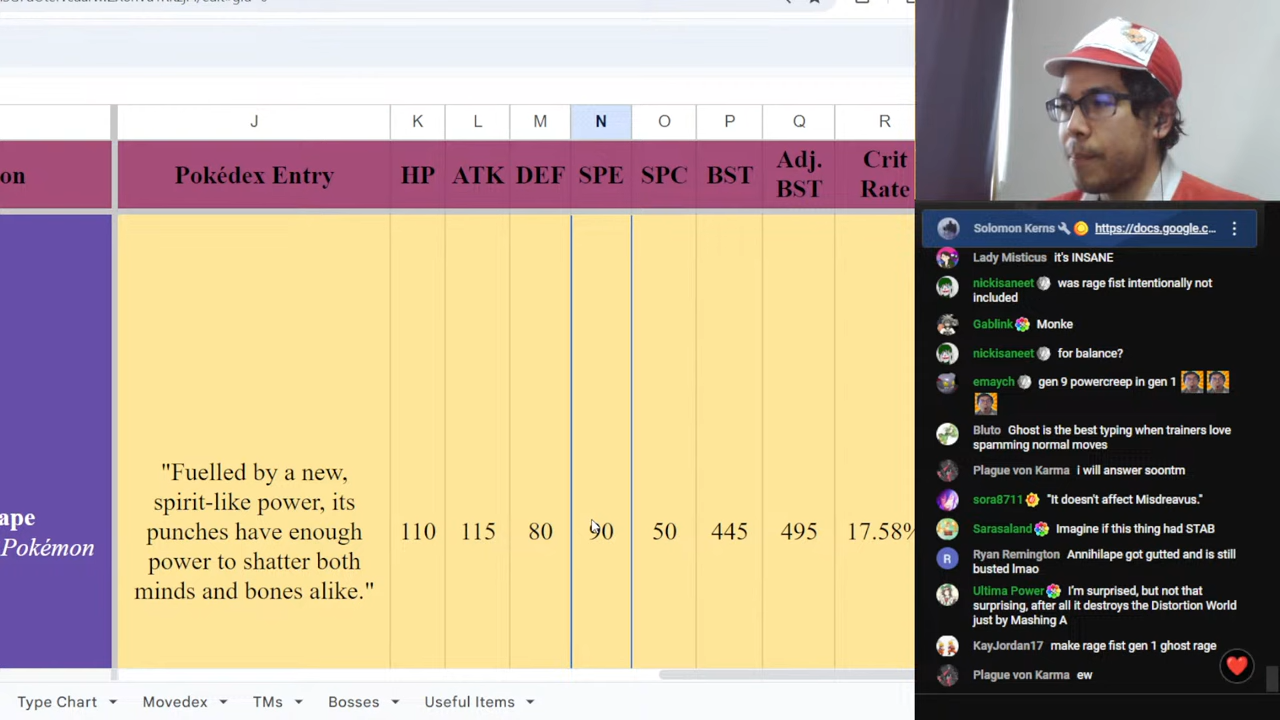 J K L M N O P Q R
on Pokédex Entry HP ATK DEF SPE SPC BST Adj. BST Crit Rate
"Fuelled by a new,
spirit-like power, its
punches have enough
power to shatter both
minds and bones alike."
ape
Pokémon
110 115 80 90 50 445 495 17.58%
Type Chart Movedex TMs Bosses Useful Items
Solomon Kerns https://docs.google.c...
Lady Misticus it's INSANE
nickisaneet was rage fist intentionally not
included
Gablink Monke
nickisaneet for balance?
emaych gen 9 powercreep in gen 1
Bluto Ghost is the best typing when trainers love
spamming normal moves
Plague von Karma i will answer soontm
sora8711 "It doesn't affect Misdreavus."
Sarasaland Imagine if this thing had STAB
R
Ryan Remington Annihilape got gutted and is still
busted lmao
Ultima Power I'm surprised, but not that
surprising, after all it destroys the Distortion World
just by Mashing A
KayJordan17 make rage fist gen 1 ghost rage
Plague von Karma ew